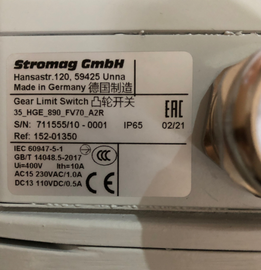 Stromag GmbH
Hansastr.120, 59425 Unna
Made in Germany 德国制造
Gear Limit Switch 凸轮开关
35_HGE_890_FV70_A2R
S/N: 711555/10 - 0001 IP65 02/21
Ref: 152-01350
IEC 60947-5-1
GB/T 14048.5-2017
Ui=400V Ith=10A
AC15 230VAC/1.0A
DC13 110VDC/0.5A
EAC
CCC